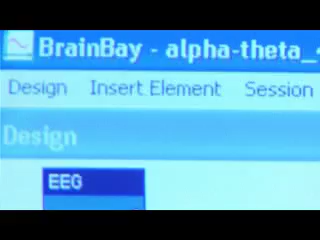 BrainBay - alpha-theta_
Design Insert Element Session
Design
EEG